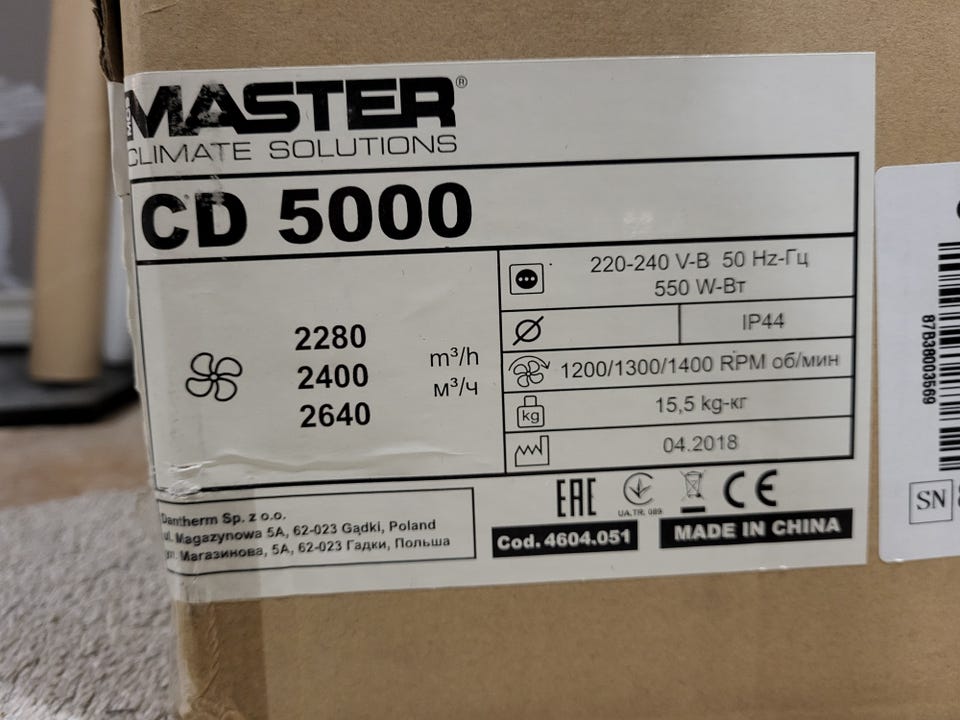 MASTER®
CLIMATE SOLUTIONS
CD 5000
2280
2400
2640
m³/h
м³/ч
220-240 V-В 50 Hz-Гц
550 W-Вт
IP44
1200/1300/1400 RPM об/мин
kg
15,5 kg-кг
04.2018
Dantherm Sp. z o.o.
ul. Magazynowa 5A, 62-023 Gądki, Poland
ул. Магазинова, 5A, 62-023 Гадки, Польша
EAC
UA.TR. 089
CE
Cod. 4604.051
MADE IN CHINA
87B38003569
SN